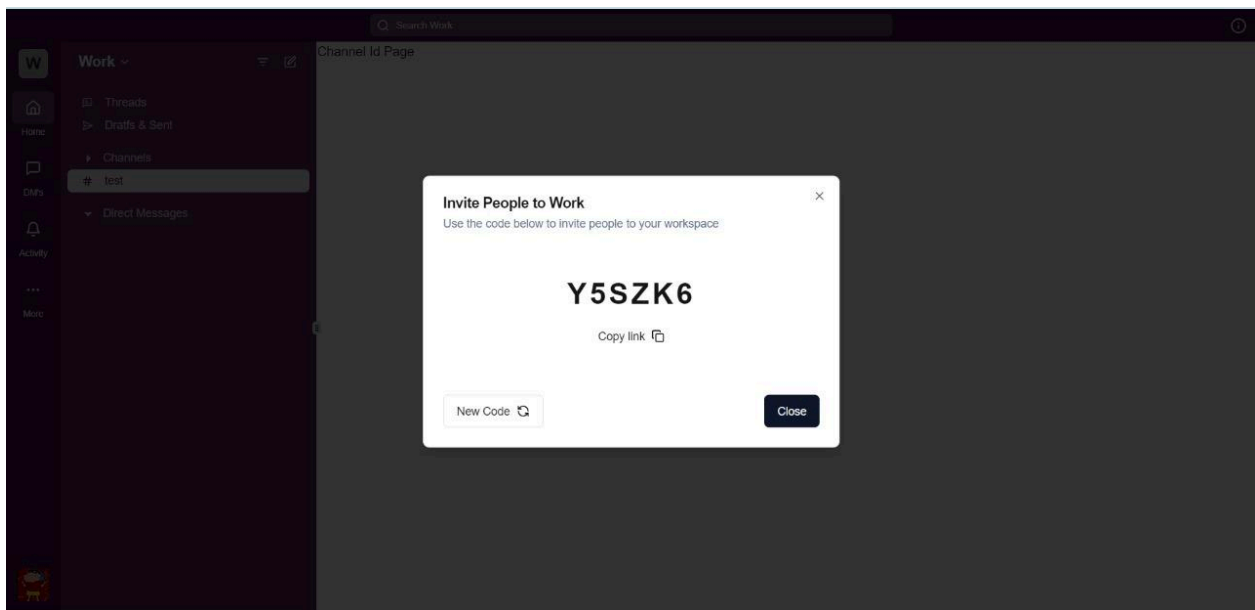 Search Work
W
Work
Channel Id Page
Threads
Dratfs & Sent
Home
Channels
# test
DM's
Direct Messages
Activity
More
Invite People to Work
Use the code below to invite people to your workspace
Y5SZK6
Copy link
New Code
Close